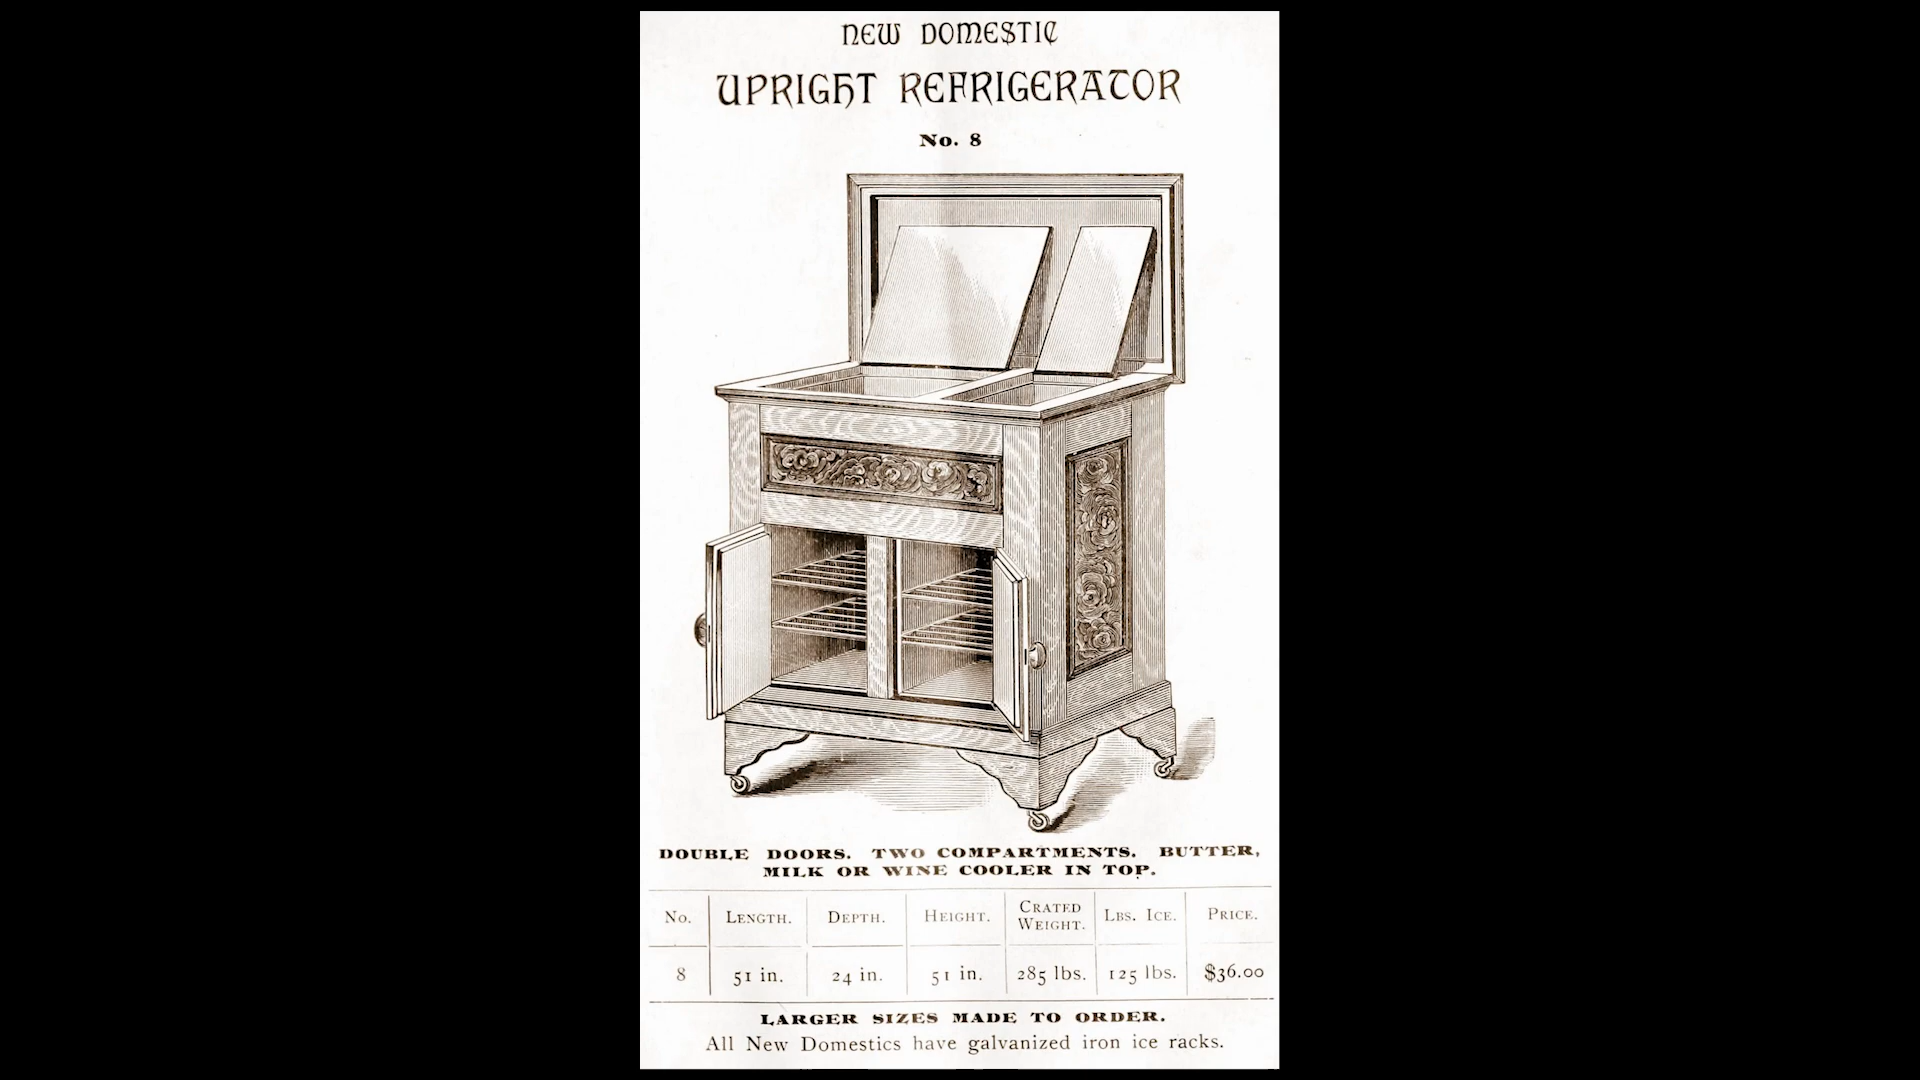 NEW DOMESTIC
UPRIGHT REFRIGERATOR
No. 8
DOUBLE DOORS. TWO COMPARTMENTS. BUTTER,
MILK OR WINE COOLER IN TOP.
No. LENGTH. DEPTH. HEIGHT. CRATED WEIGHT. LBS. ICE. PRICE.
8 51 in. 24 in. 51 in. 285 lbs. 125 lbs. $36.00
LARGER SIZES MADE TO ORDER.
All New Domestics have galvanized iron ice racks.